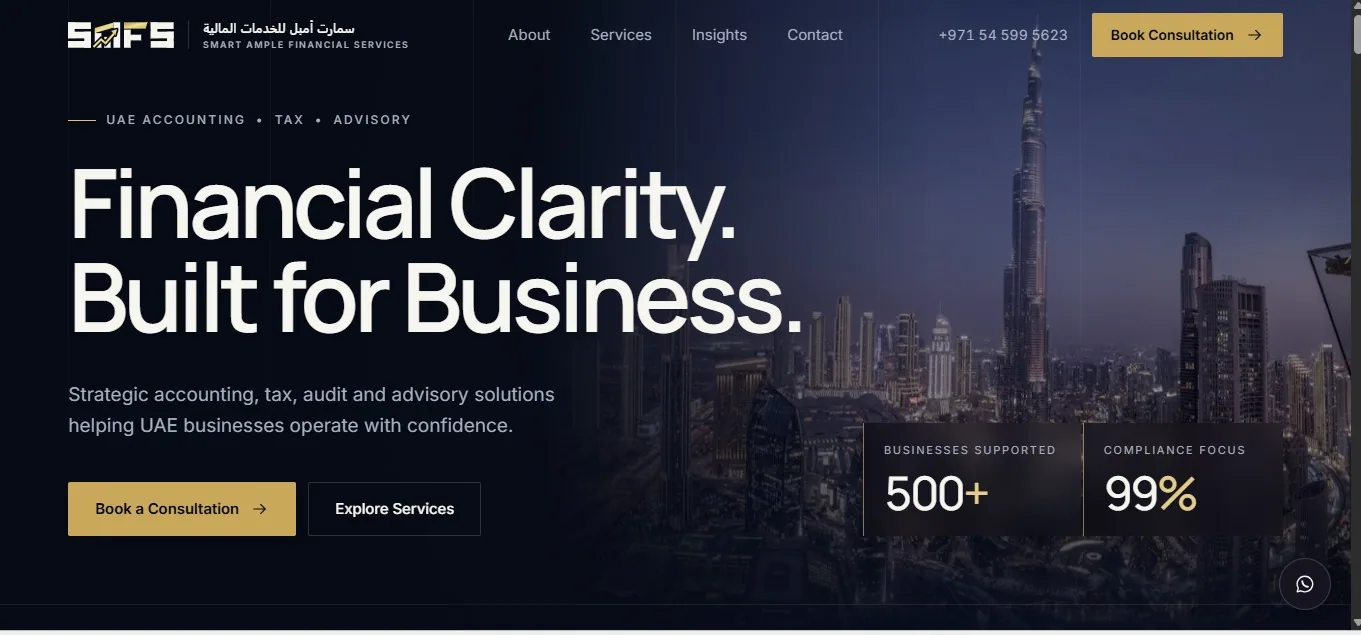 SAFS
سمارت أمبل للخدمات المالية
SMART AMPLE FINANCIAL SERVICES
About
Services
Insights
Contact
+971 54 599 5623
Book Consultation →
UAE ACCOUNTING • TAX • ADVISORY
Financial Clarity.
Built for Business.
Strategic accounting, tax, audit and advisory solutions
helping UAE businesses operate with confidence.
Book a Consultation →
Explore Services
BUSINESSES SUPPORTED
500+
COMPLIANCE FOCUS
99%